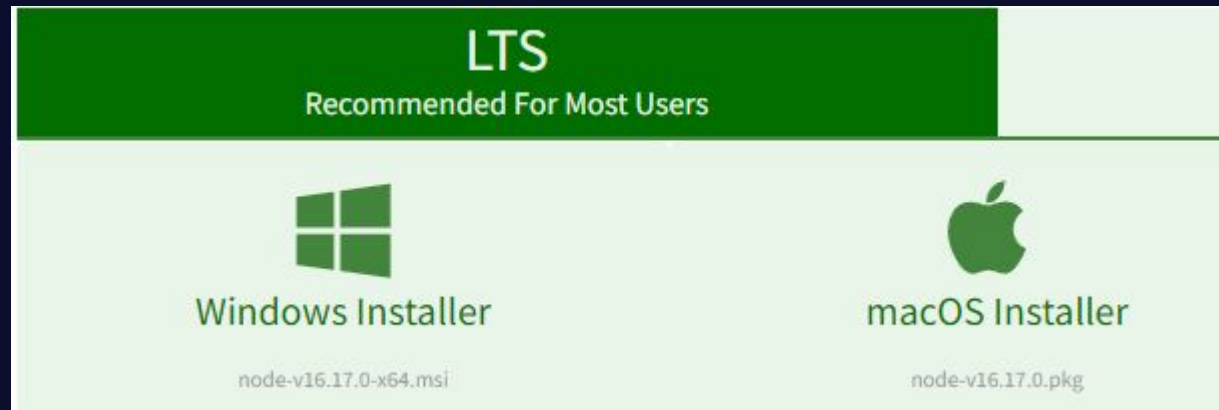 LTS
Recommended For Most Users
Windows Installer
macOS Installer
node-v16.17.0-x64.msi
node-v16.17.0.pkg